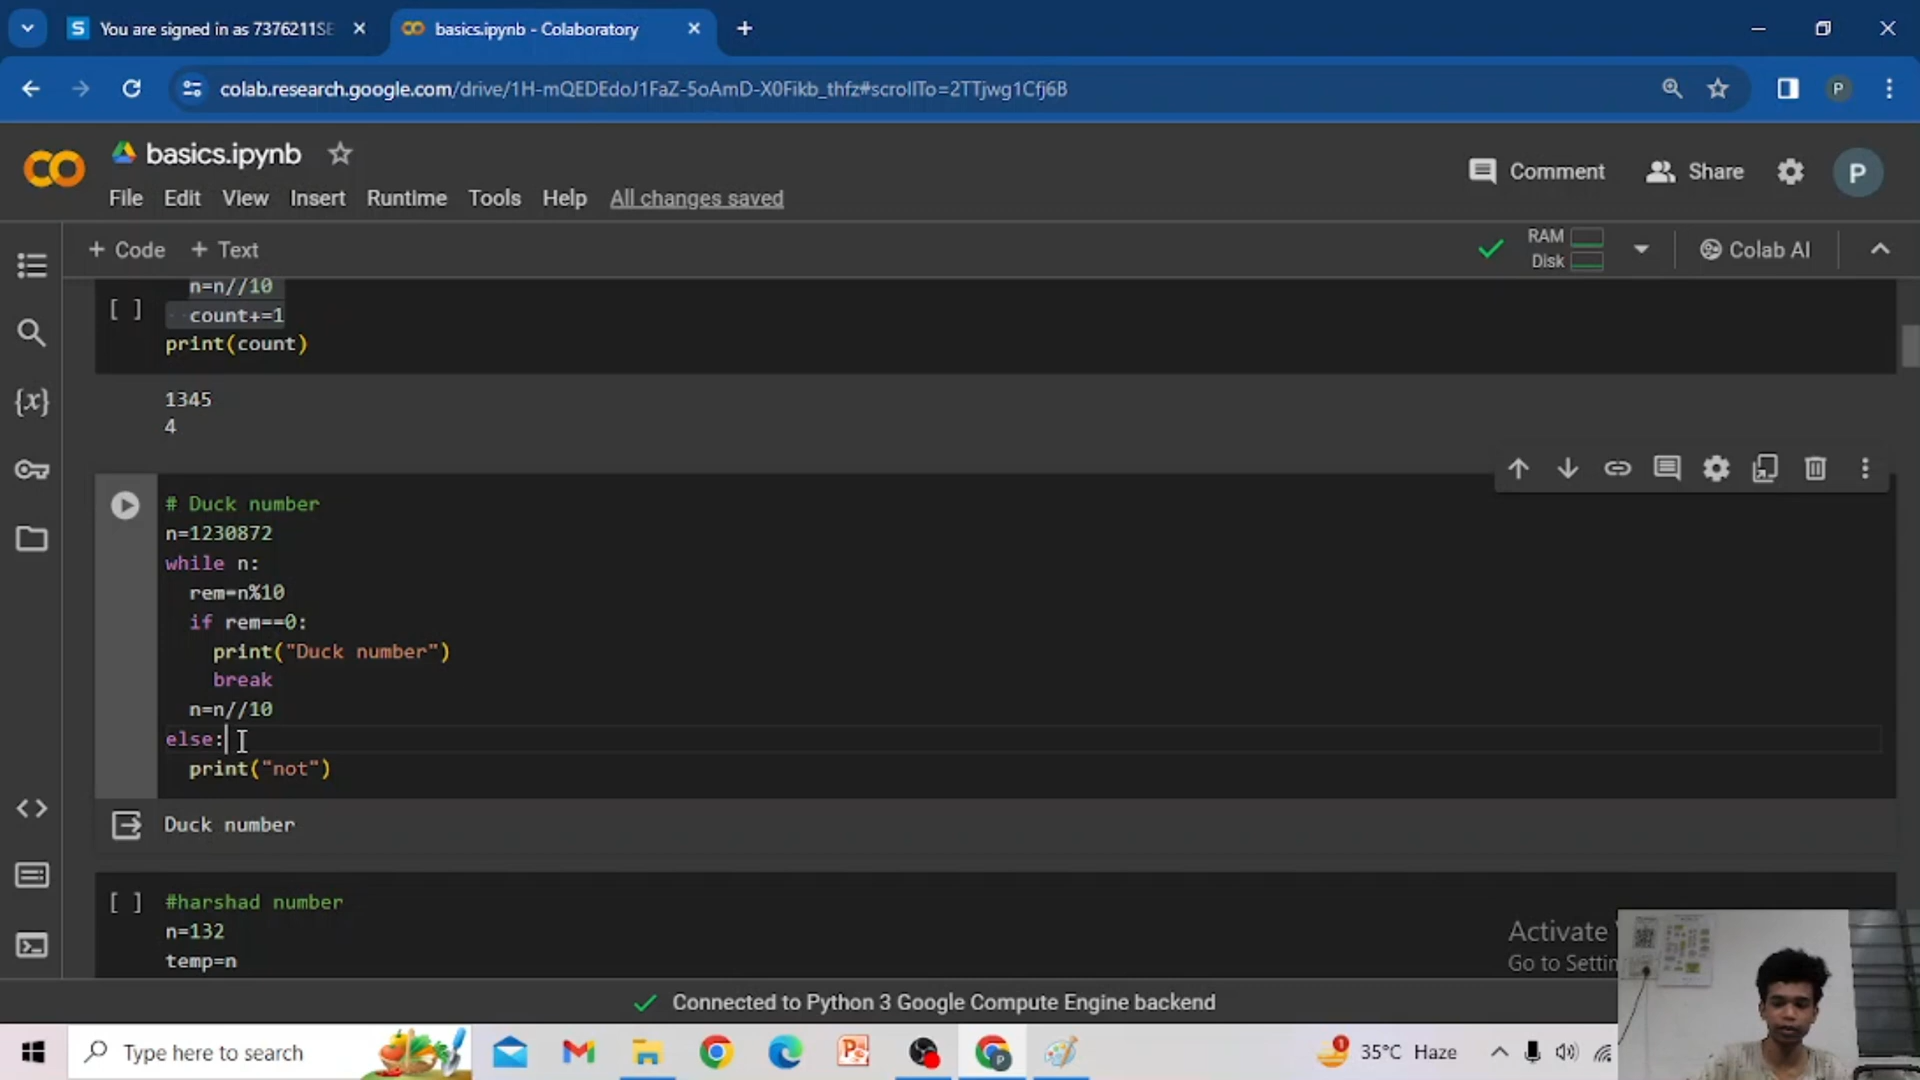 You are signed in as 7376211SE
basics.ipynb - Colaboratory
colab.research.google.com/drive/1H-mQEDEdoJ1FaZ-5oAmD-X0Fikb_thfz#scrollTo=2TTjwg1Cfj6B
P
basics.ipynb
File Edit View Insert Runtime Tools Help All changes saved
Comment Share P
+ Code + Text
RAM
Disk
Colab AI
n=n//10
[ ] count+=1
print(count)
1345
4
# Duck number
n=1230872
while n:
rem=n%10
if rem==0:
print("Duck number")
break
n=n//10
else:
print("not")
Duck number
[ ] #harshad number
n=132
temp=n
Activate
Go to Settin
Connected to Python 3 Google Compute Engine backend
Type here to search
35°C Haze